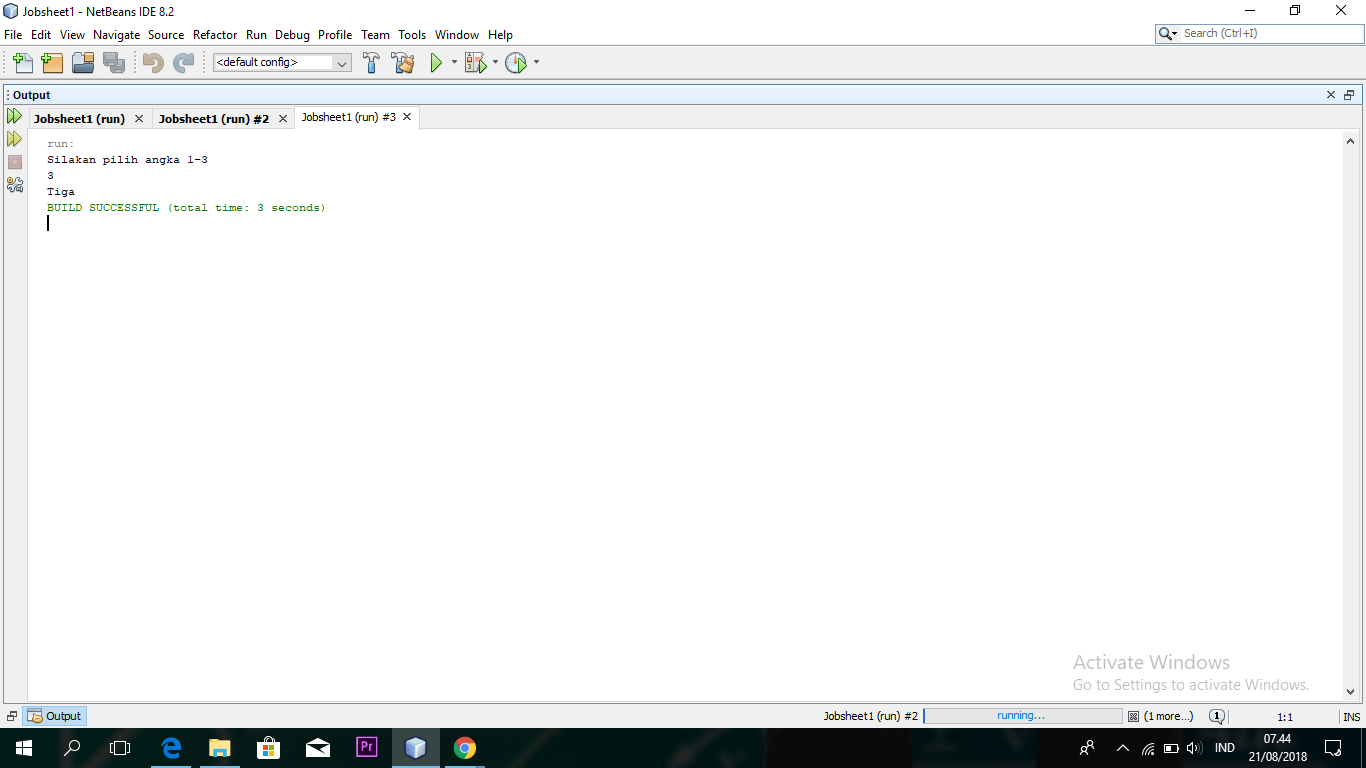 Jobsheet1 - NetBeans IDE 8.2
File Edit View Navigate Source Refactor Run Debug Profile Team Tools Window Help
Search (Ctrl+I)
<default config>
Output
Jobsheet1 (run) Jobsheet1 (run) #2 Jobsheet1 (run) #3
run:
Silakan pilih angka 1-3
3
Tiga
BUILD SUCCESSFUL (total time: 3 seconds)
Activate Windows
Go to Settings to activate Windows.
Output
Jobsheet1 (run) #2 running... (1 more...) 1 1:1 INS
Pr
IND
07.44
21/08/2018